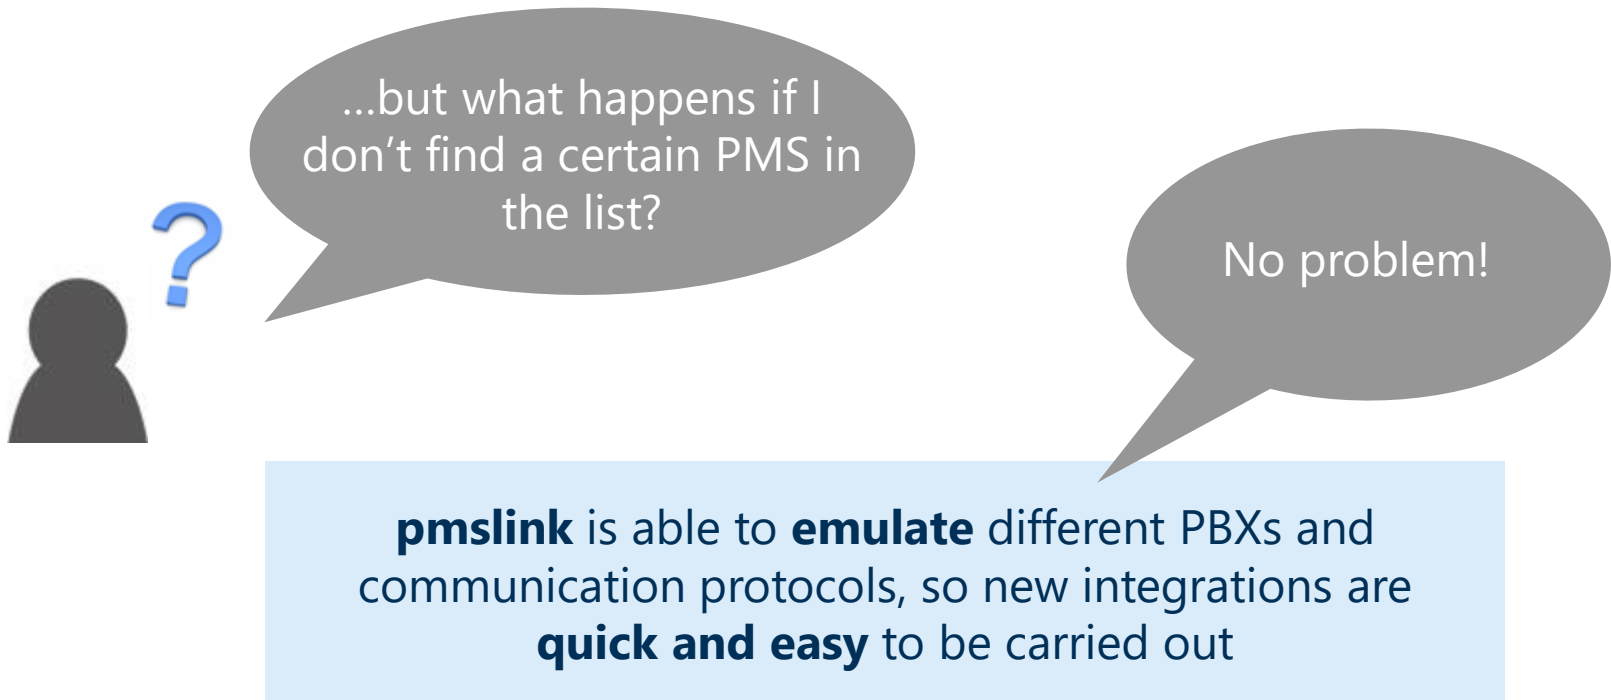 ...but what happens if I
don't find a certain PMS in
the list?
No problem!
pmslink is able to emulate different PBXs and
communication protocols, so new integrations are
quick and easy to be carried out